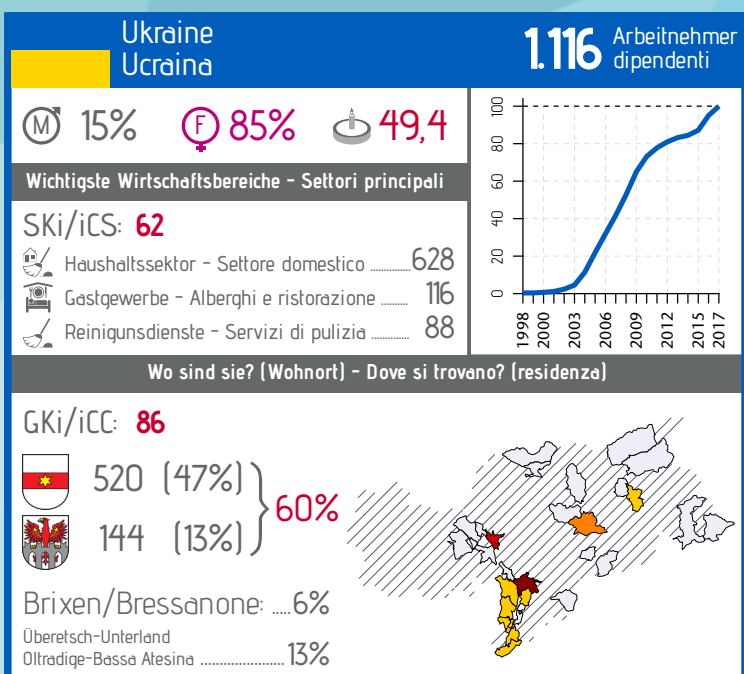 Ukraine
Ucraina
1.116 Arbeitnehmer
dipendenti
M 15% F 85% 49,4
Wichtigste Wirtschaftsbereiche - Settori principali
SKi/iCS: 62
Haushaltssektor - Settore domestico ..............628
Gastgewerbe - Alberghi e ristorazione ......... 116
Reinigunsdienste - Servizi di pulizia ............. 88
100
80
60
40
20
0
1998
2000
2003
2006
2009
2012
2015
2017
Wo sind sie? (Wohnort) - Dove si trovano? (residenza)
GKi/iCC: 86
520 (47%)
144 (13%)
60%
Brixen/Bressanone: .....6%
Überetsch-Unterland
Oltradige-Bassa Atesina ...................... 13%